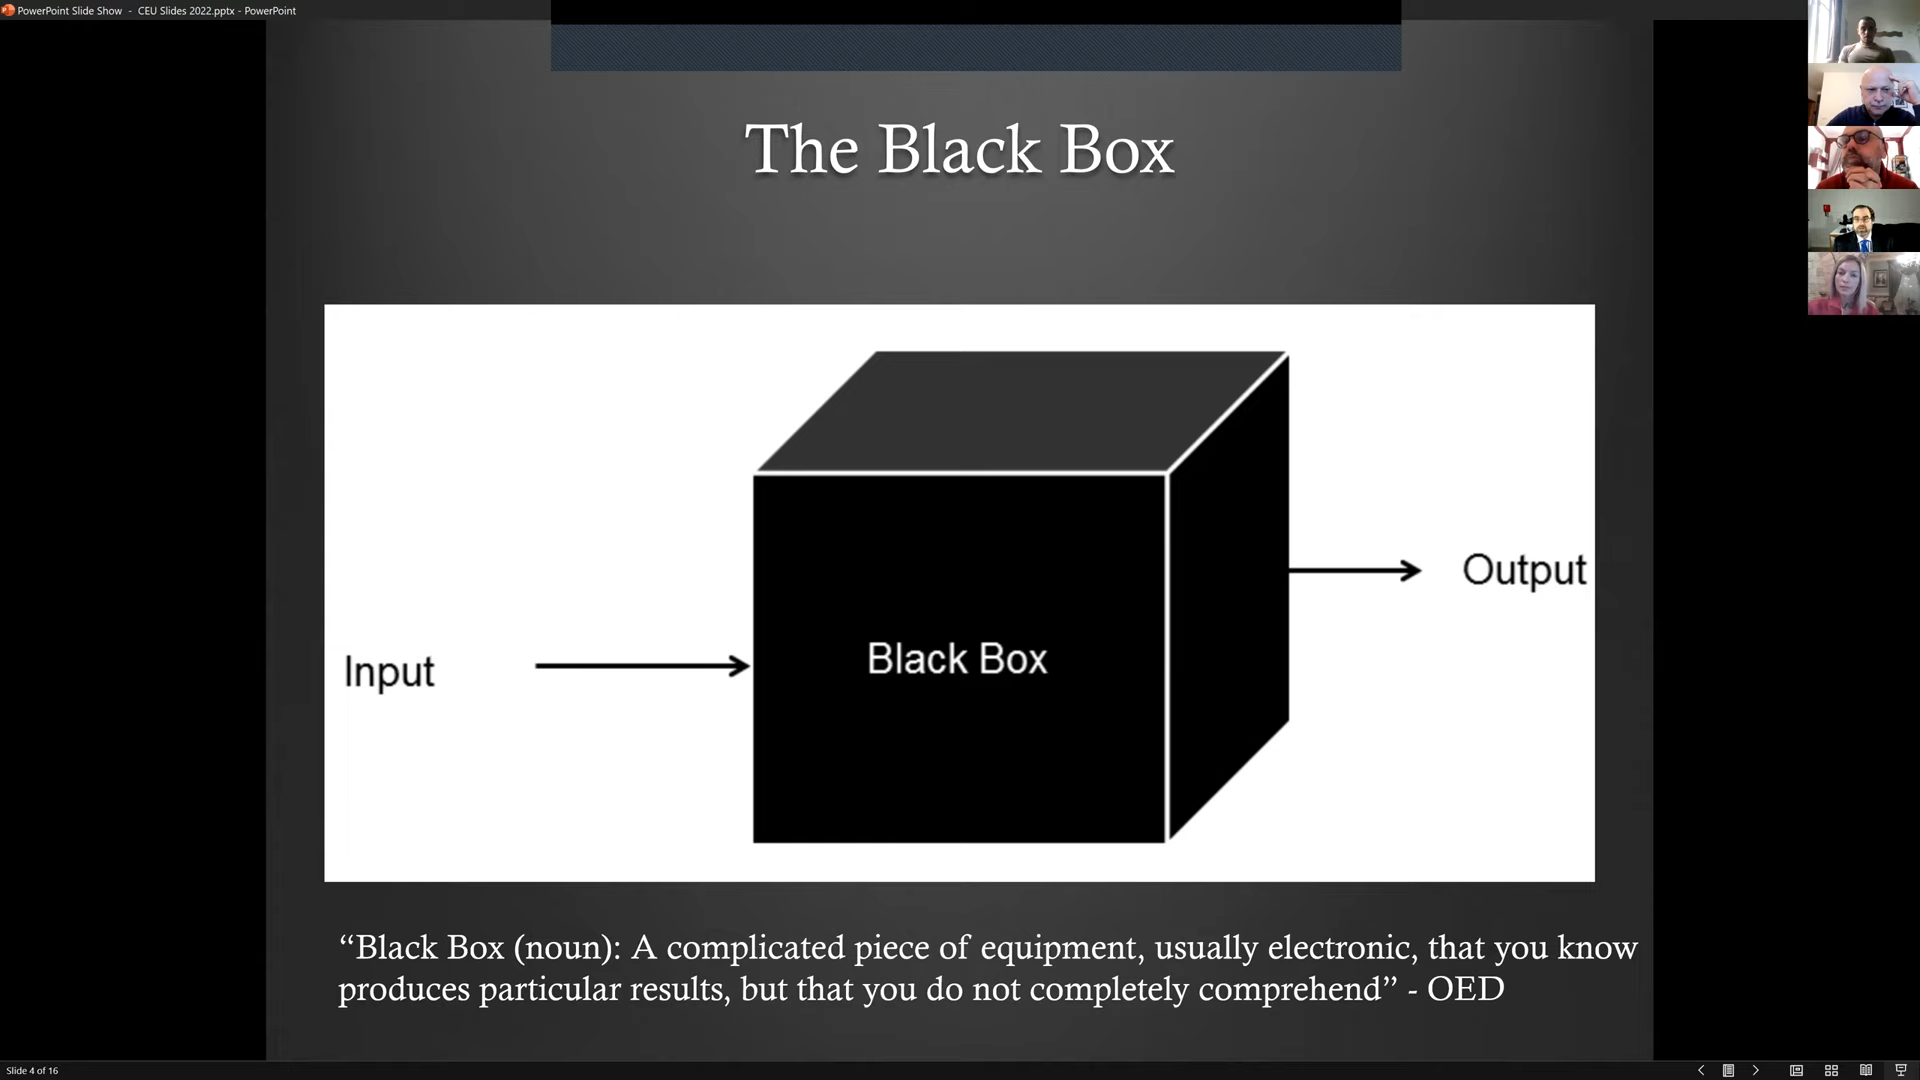 PowerPoint Slide Show - CEU Slides 2022.pptx - PowerPoint
The Black Box
Output
Black Box
Input
“Black Box (noun): A complicated piece of equipment, usually electronic, that you know
produces particular results, but that you do not completely comprehend” - OED
Slide 4 of 16